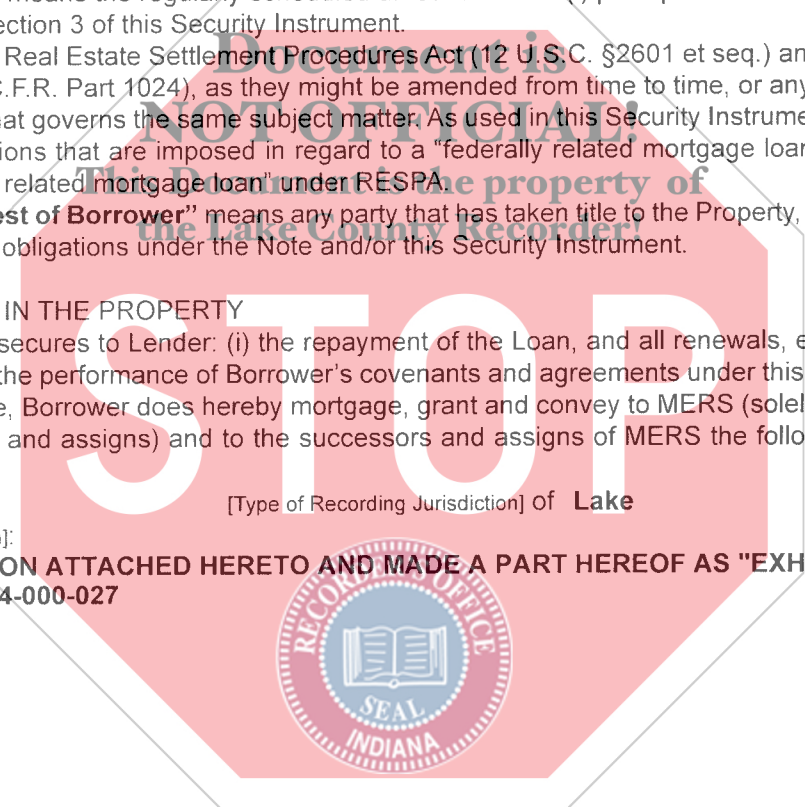 ection 3 of this Security Instrument.
Real Estate Settlement Procedures Act (12 U.S.C. §2601 et seq.) an
C.F.R. Part 1024), as they might be amended from time to time, or any
at governs the same subject matter. As used in this Security Instrume
ions that are imposed in regard to a "federally related mortgage loan
related mortgage loan" under RESPA.
est of Borrower" means any party that has taken title to the Property,
obligations under the Note and/or this Security Instrument.
Document is
NOT OFFICIAL!
This Document is the property of
the Lake County Recorder!
IN THE PROPERTY
secures to Lender: (i) the repayment of the Loan, and all renewals, e
the performance of Borrower's covenants and agreements under this
e, Borrower does hereby mortgage, grant and convey to MERS (solel
and assigns) and to the successors and assigns of MERS the follo
STOP
[Type of Recording Jurisdiction] of Lake
]:
ON ATTACHED HERETO AND MADE A PART HEREOF AS "EXH
4-000-027
RECORDER'S OFFICE
SEAL
INDIANA